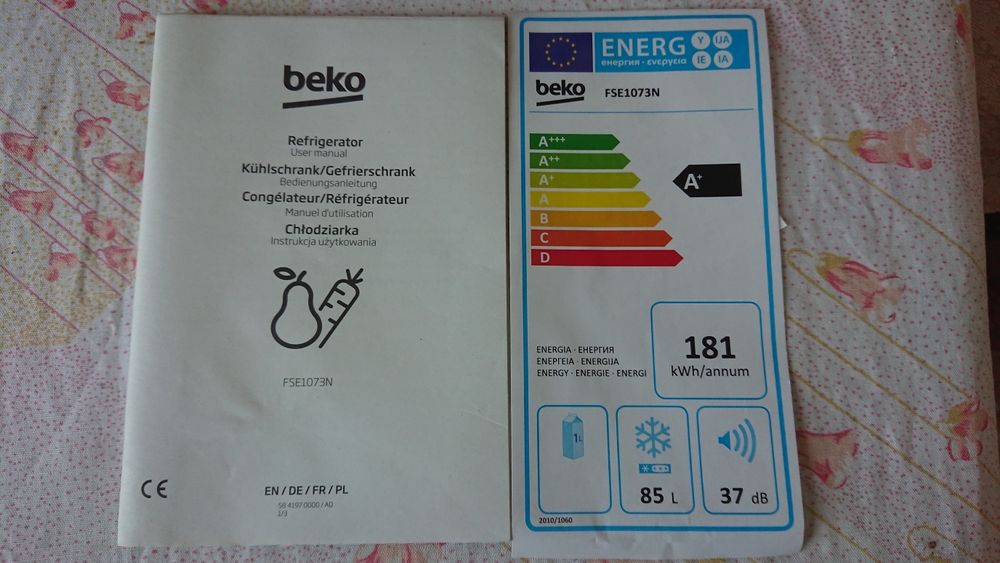 beko
Refrigerator
User manual
Kühlschrank/Gefrierschrank
Bedienungsanleitung
Congélateur/Réfrigérateur
Manuel d'utilisation
Chłodziarka
Instrukcja użytkowania
FSE1073N
CE
EN / DE / FR / PL
58 4197 0000 / AD
1/3
ENERG
Y IJA
IE IA
енергия · ενεργεια
beko
FSE1073N
A+++
A++
A+
A
B
C
D
A+
181
kWh/annum
ENERGIA · ЕНЕРГИЯ
ΕΝΕΡΓΕΙΑ · ENERGIJA
ENERGY · ENERGIE · ENERGI
1L
85 L
37 dB
2010/1060